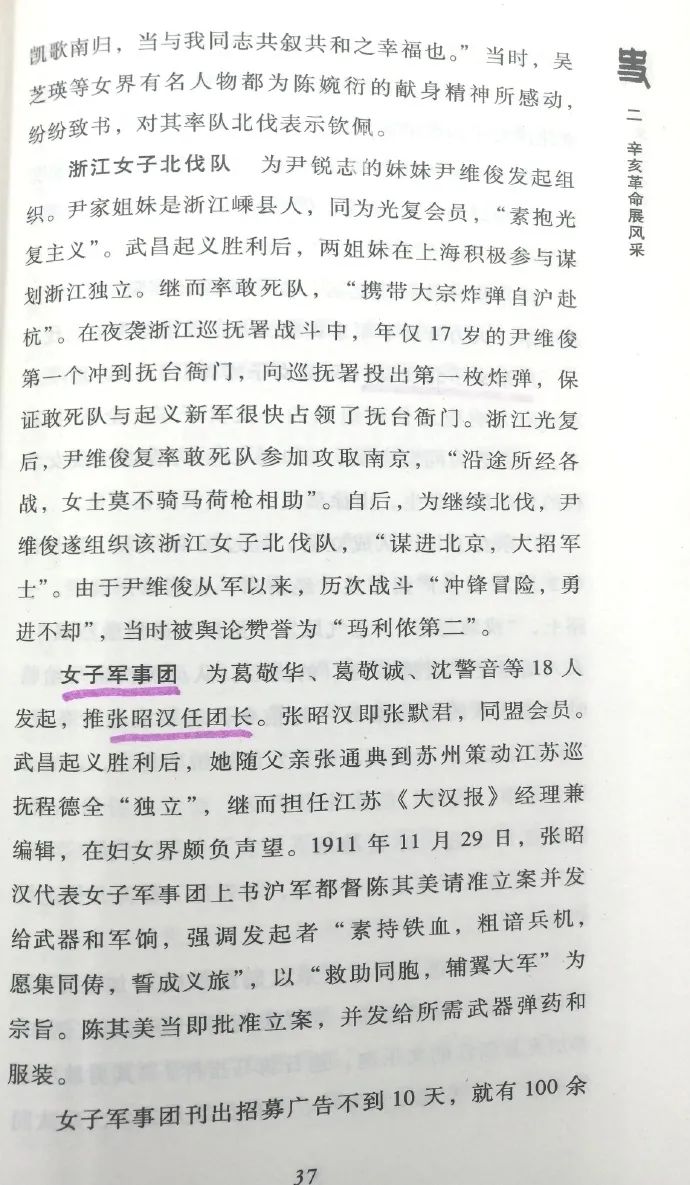 凯歌南归，当与我同志共叙共和之幸福也。”当时，吴
芝瑛等女界有名人物都为陈婉衍的献身精神所感动，
纷纷致书，对其率队北伐表示钦佩。
浙江女子北伐队　为尹锐志的妹妹尹维俊发起组
织。尹家姐妹是浙江嵊县人，同为光复会员，“素抱光
复主义”。武昌起义胜利后，两姐妹在上海积极参与谋
划浙江独立。继而率敢死队，“携带大宗炸弹自沪赴
杭”。在夜袭浙江巡抚署战斗中，年仅 17 岁的尹维俊
第一个冲到抚台衙门，向巡抚署投出第一枚炸弹，保
证敢死队与起义新军很快占领了抚台衙门。浙江光复
后，尹维俊复率敢死队参加攻取南京，“沿途所经各
战，女士莫不骑马荷枪相助”。自后，为继续北伐，尹
维俊遂组织该浙江女子北伐队，“谋进北京，大招军
士”。由于尹维俊从军以来，历次战斗“冲锋冒险，勇
进不却”，当时被舆论赞誉为“玛利侬第二”。
女子军事团　为葛敬华、葛敬诚、沈警音等 18 人
发起，推张昭汉任团长。张昭汉即张默君，同盟会员。
武昌起义胜利后，她随父亲张通典到苏州策动江苏巡
抚程德全“独立”，继而担任江苏《大汉报》经理兼
编辑，在妇女界颇负声望。1911 年 11 月 29 日，张昭
汉代表女子军事团上书沪军都督陈其美请准立案并发
给武器和军饷，强调发起者“素持铁血，粗谙兵机，
愿集同俦，誓成义旅”，以“救助同胞，辅翼大军”为
宗旨。陈其美当即批准立案，并发给所需武器弹药和
服装。
女子军事团刊出招募广告不到 10 天，就有 100 余
二 辛亥革命展风采
37